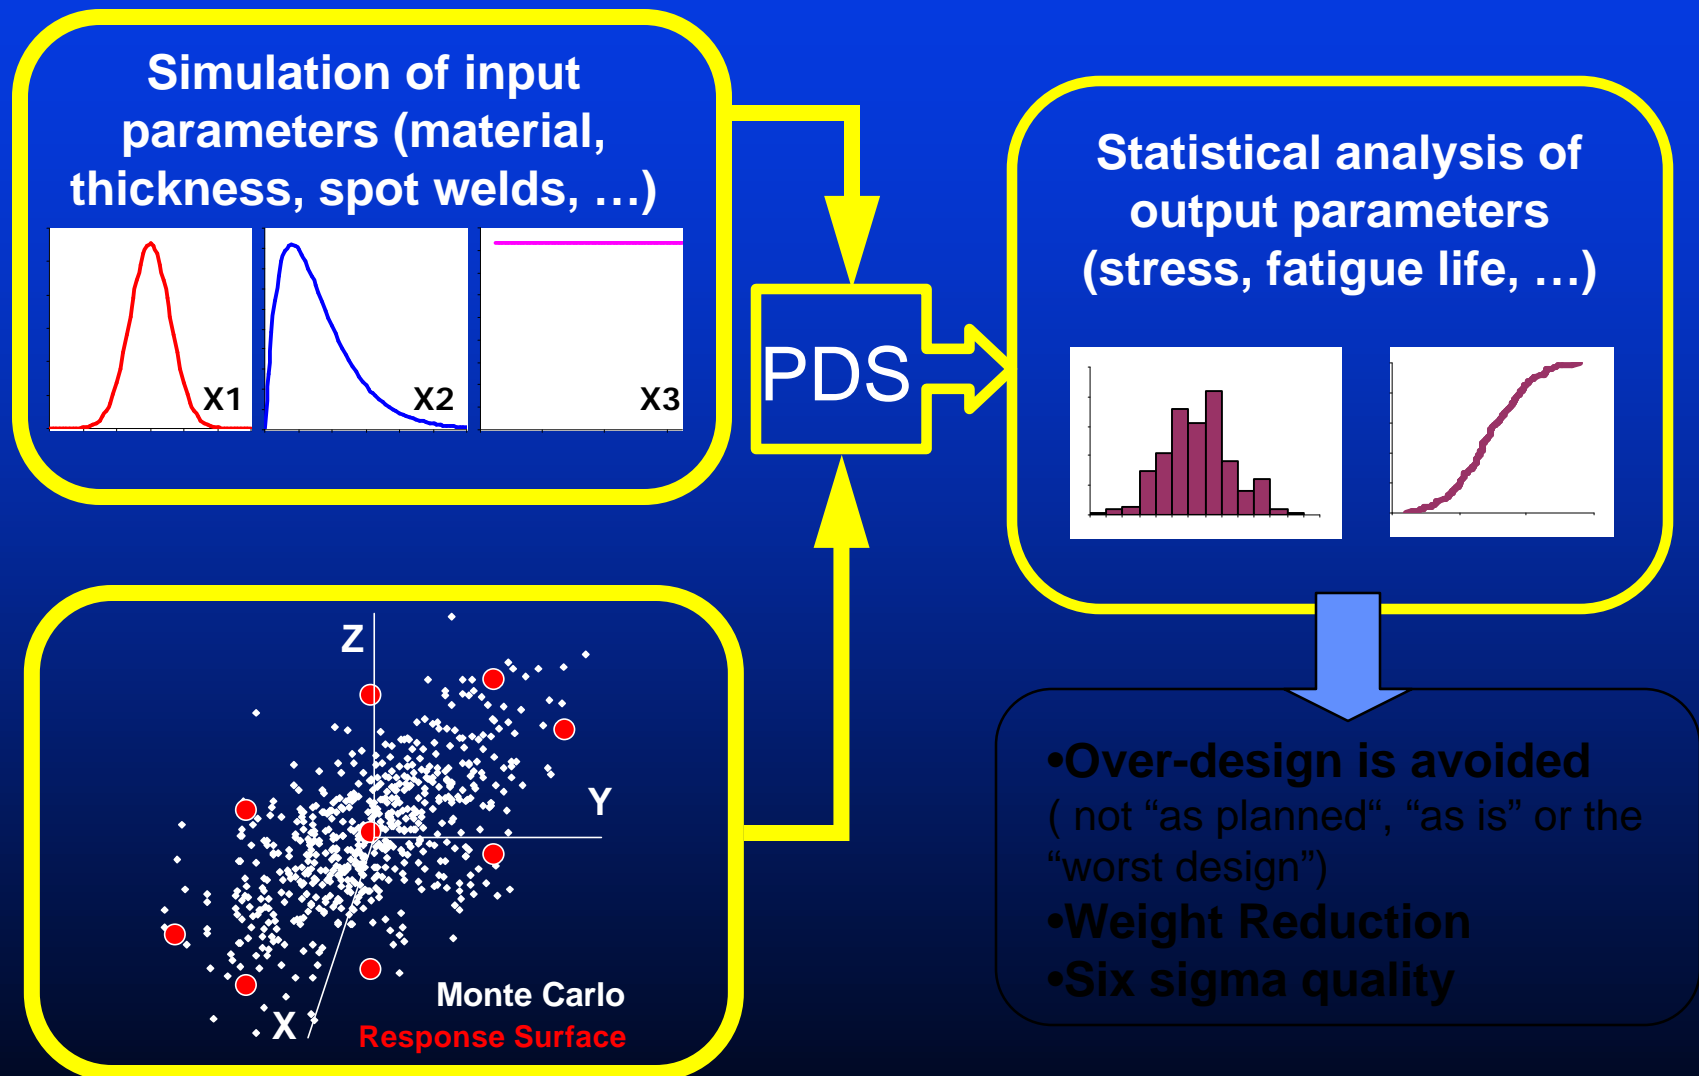 Simulation of input
parameters (material,
thickness, spot welds, …)
X1
X2
X3
PDS
Statistical analysis of
output parameters
(stress, fatigue life, …)
Z
Y
X
Monte Carlo
Response Surface
•Over-design is avoided
( not “as planned“, “as is” or the
“worst design”)
•Weight Reduction
•Six sigma quality